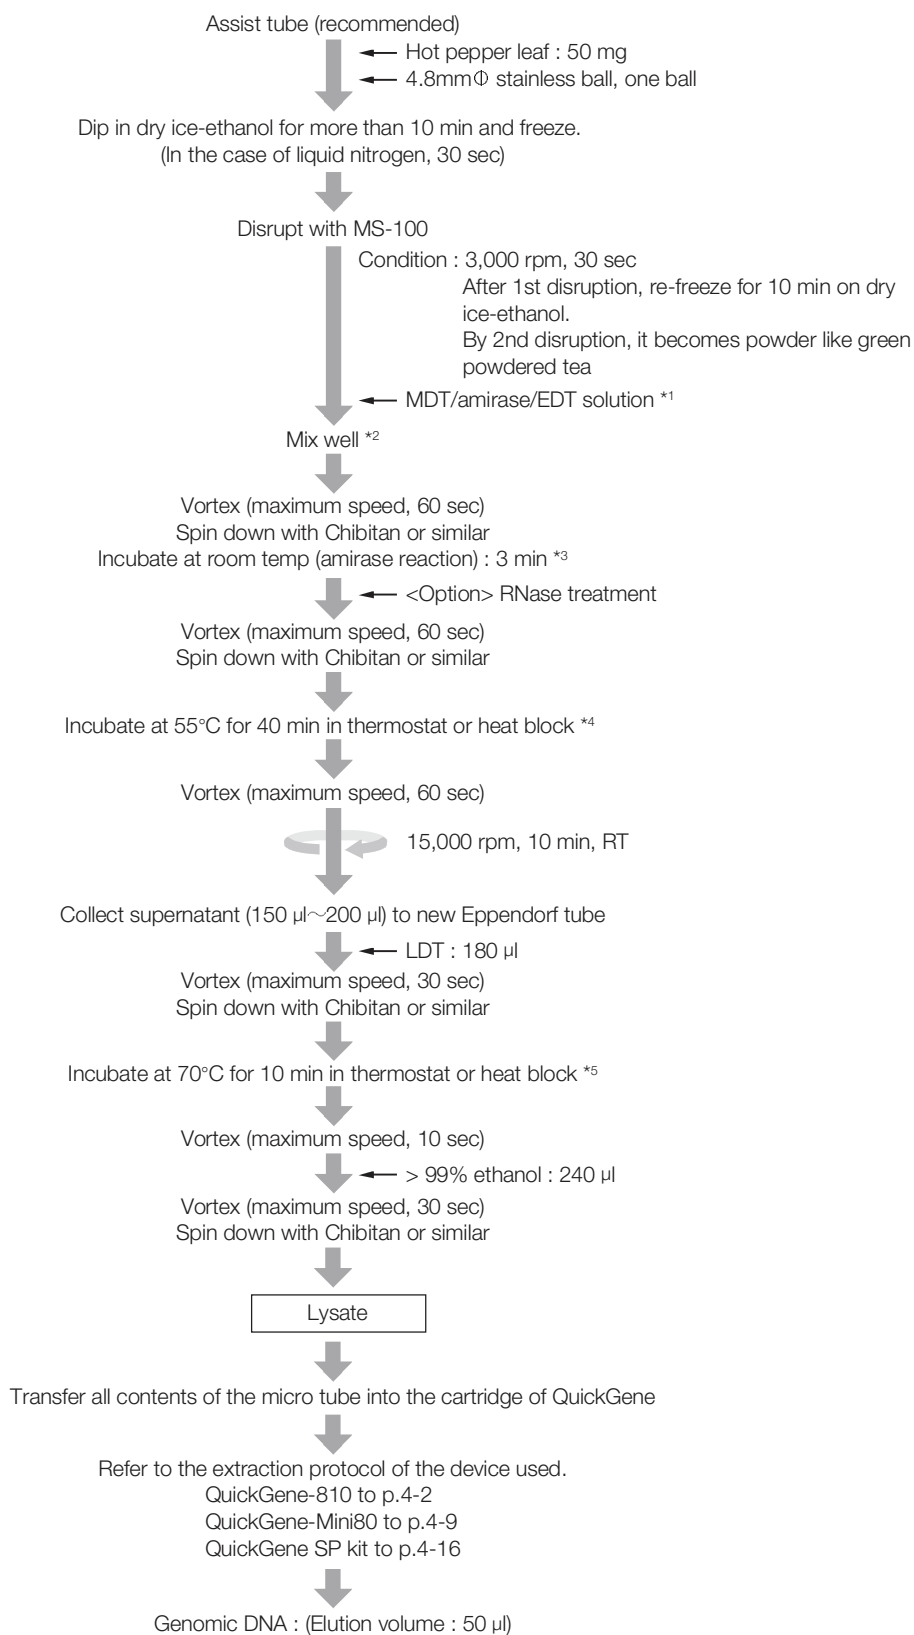 Assist tube (recommended)
Hot pepper leaf : 50 mg
4.8mmΦ stainless ball, one ball
Dip in dry ice-ethanol for more than 10 min and freeze.
(In the case of liquid nitrogen, 30 sec)
Disrupt with MS-100
Condition : 3,000 rpm, 30 sec
After 1st disruption, re-freeze for 10 min on dry
ice-ethanol.
By 2nd disruption, it becomes powder like green
powdered tea
MDT/amirase/EDT solution *1
Mix well *2
Vortex (maximum speed, 60 sec)
Spin down with Chibitan or similar
Incubate at room temp (amirase reaction) : 3 min *3
<Option> RNase treatment
Vortex (maximum speed, 60 sec)
Spin down with Chibitan or similar
Incubate at 55°C for 40 min in thermostat or heat block *4
Vortex (maximum speed, 60 sec)
15,000 rpm, 10 min, RT
Collect supernatant (150 µl～200 µl) to new Eppendorf tube
LDT : 180 µl
Vortex (maximum speed, 30 sec)
Spin down with Chibitan or similar
Incubate at 70°C for 10 min in thermostat or heat block *5
Vortex (maximum speed, 10 sec)
> 99% ethanol : 240 µl
Vortex (maximum speed, 30 sec)
Spin down with Chibitan or similar
Lysate
Transfer all contents of the micro tube into the cartridge of QuickGene
Refer to the extraction protocol of the device used.
QuickGene-810 to p.4-2
QuickGene-Mini80 to p.4-9
QuickGene SP kit to p.4-16
Genomic DNA : (Elution volume : 50 µl)